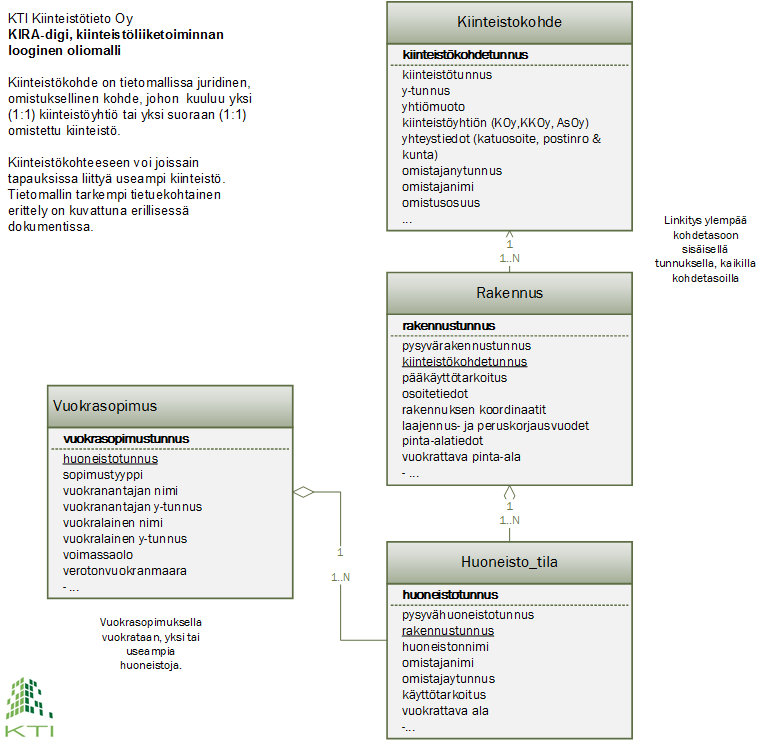 KTI Kiinteistötieto Oy
KIRA-digi, kiinteistöliiketoiminnan
looginen oliomalli
Kiinteistökohde on tietomallissa juridinen,
omistuksellinen kohde, johon kuuluu yksi
(1:1) kiinteistöyhtiö tai yksi suoraan (1:1)
omistettu kiinteistö.
Kiinteistökohteeseen voi joissain
tapauksissa liittyä useampi kiinteistö.
Tietomallin tarkempi tietuekohtainen
erittely on kuvattuna erillisessä
dokumentissa.
Kiinteistokohde
kiinteistökohdetunnus
kiinteistötunnus
y-tunnus
yhtiömuoto
kiinteistöyhtiön (KOy,KKOy, AsOy)
yhteystiedot (katuosoite, postinro &
kunta)
omistajanytunnus
omistajanimi
omistusosuus
...
1
1..N
Linkitys ylempää
kohdetasoon
sisäisellä
tunnuksella, kaikilla
kohdetasoilla
Rakennus
rakennustunnus
pysyvärakennustunnus
kiinteistökohdetunnus
pääkäyttötarkoitus
osoitetiedot
rakennuksen koordinaatit
laajennus- ja peruskorjausvuodet
pinta-alatiedot
vuokrattava pinta-ala
- ...
1
1..N
Vuokrasopimus
vuokrasopimustunnus
huoneistotunnus
sopimustyyppi
vuokranantajan nimi
vuokranantajan y-tunnus
vuokralainen nimi
vuokralainen y-tunnus
voimassaolo
verotonvuokranmaara
- ...
1
1..N
Vuokrasopimuksella
vuokrataan, yksi tai
useampia
huoneistoja.
Huoneisto_tila
huoneistotunnus
pysyvähuoneistotunnus
rakennustunnus
huoneistonnimi
omistajanimi
omistajaytunnus
käyttötarkoitus
vuokrattava ala
-...
KTI